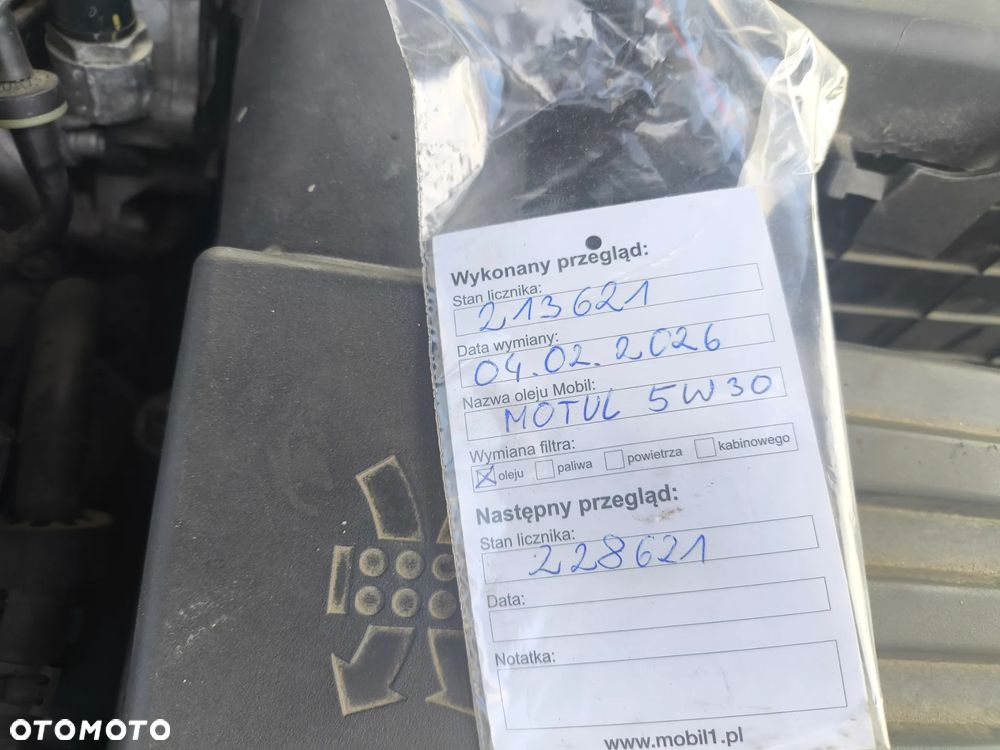 Wykonany przegląd:
Stan licznika:
213621
Data wymiany:
04.02.2026
Nazwa oleju Mobil:
MOTUL 5W30
Wymiana filtra:
oleju paliwa powietrza kabinowego
Następny przegląd:
Stan licznika:
228621
Data:
Notatka:
www.mobil1.pl
OTOMOTO